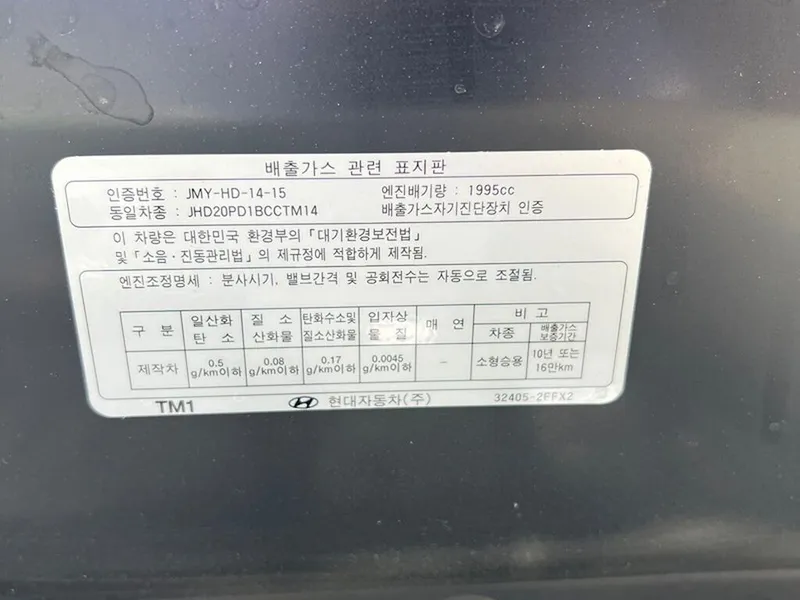 배출가스 관련 표지판
인증번호 : JMY-HD-14-15 엔진배기량 : 1995cc
동일차종 : JHD20PD1BCCTM14 배출가스자기진단장치 인증
이 차량은 대한민국 환경부의 「대기환경보전법」
및 「소음·진동관리법」의 제규정에 적합하게 제작됨.
엔진조정명세 : 분사시기, 밸브간격 및 공회전수는 자동으로 조절됨.
구 분 일산화 탄 소 질 소 산화물 탄화수소및 질소산화물 입자상 물 질 매 연 비 고
차종 배출가스 보증기간
제작차 0.5 g/km이하 0.08 g/km이하 0.17 g/km이하 0.0045 g/km이하 - 소형승용 10년 또는 16만km
TM1 현대자동차(주) 32405-2FFX2